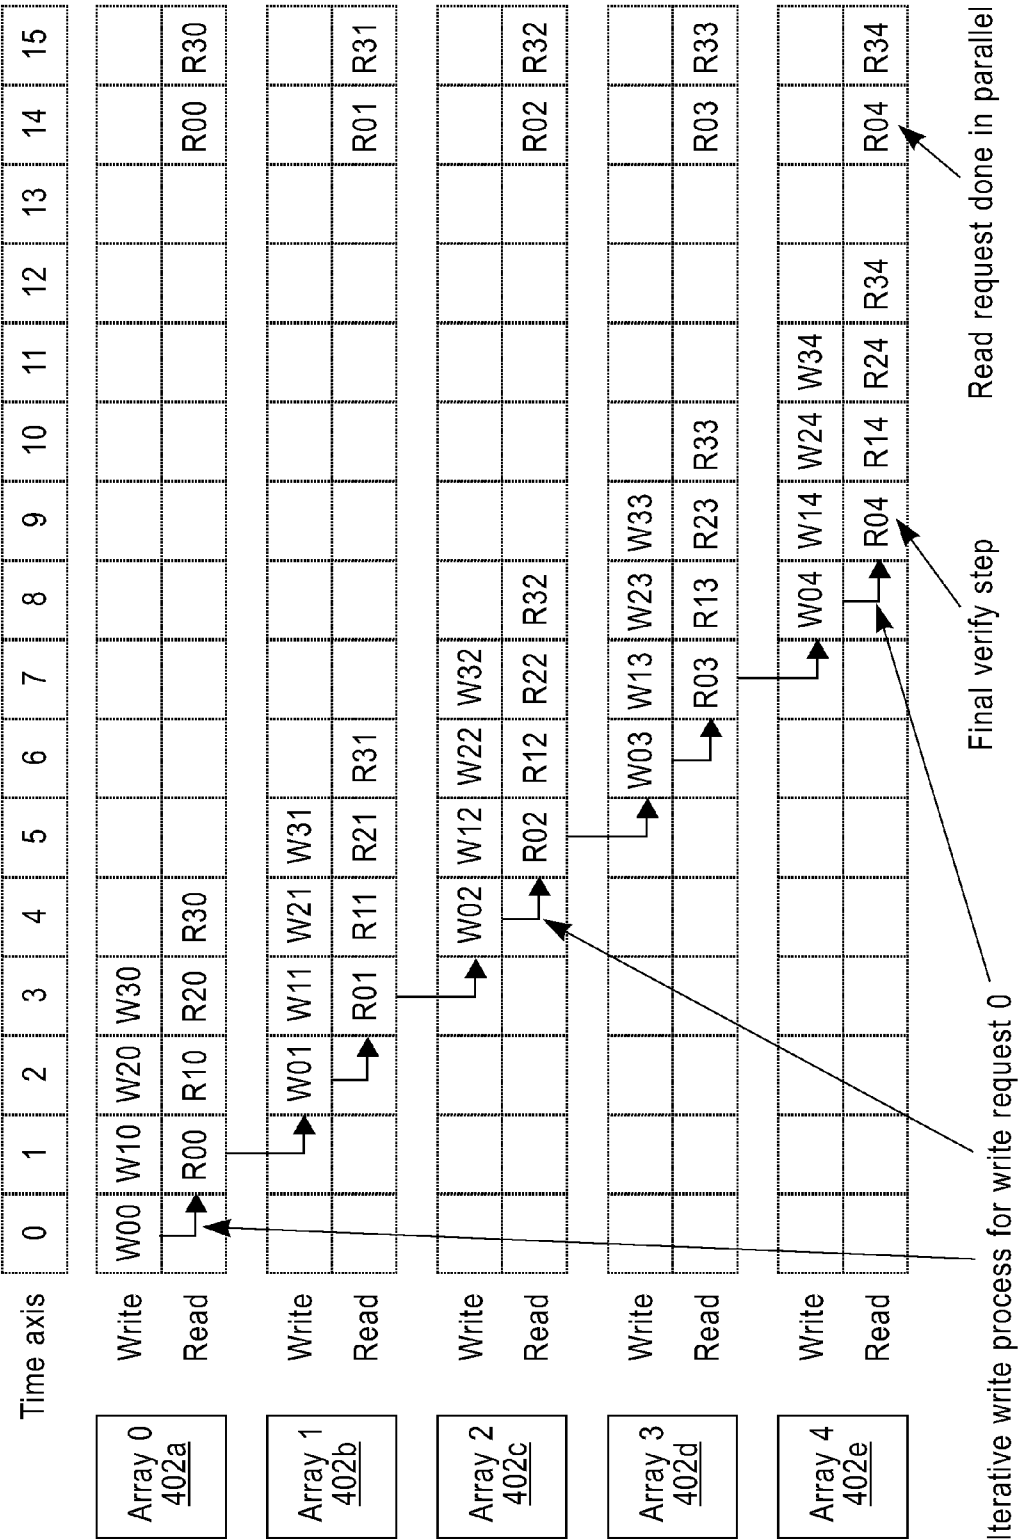 Time axis 0 1 2 3 4 5 6 7 8 9 10 11 12 13 14 15
Array 0
402a
Write W00 W10 W20 W30
Read R00 R10 R20 R30 R00 R30
Array 1
402b
Write W01 W11 W21 W31
Read R01 R11 R21 R31 R01 R31
Array 2
402c
Write W02 W12 W22 W32
Read R02 R12 R22 R32 R02 R32
Array 3
402d
Write W03 W13 W23 W33
Read R03 R13 R23 R33 R03 R33
Array 4
402e
Write W04 W14 W24 W34
Read R04 R14 R24 R34 R04 R34
Iterative write process for write request 0
Final verify step
Read request done in parallel